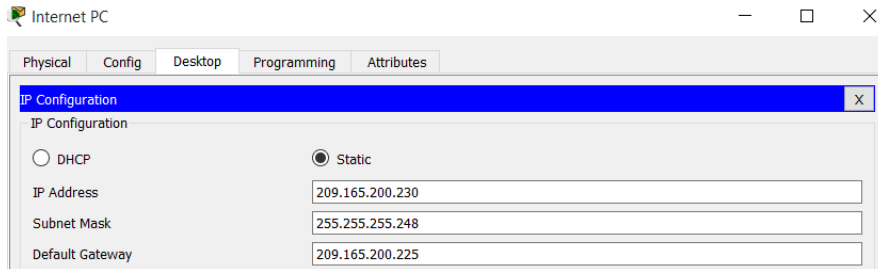 Internet PC
Physical Config Desktop Programming Attributes
IP Configuration X
IP Configuration
DHCP Static
IP Address 209.165.200.230
Subnet Mask 255.255.255.248
Default Gateway 209.165.200.225